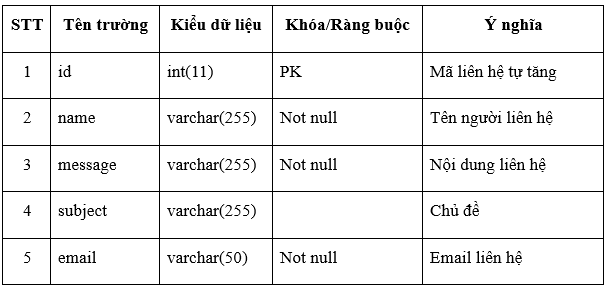 STT Tên trường Kiểu dữ liệu Khóa/Ràng buộc Ý nghĩa
1 id int(11) PK Mã liên hệ tự tăng
2 name varchar(255) Not null Tên người liên hệ
3 message varchar(255) Not null Nội dung liên hệ
4 subject varchar(255) Chủ đề
5 email varchar(50) Not null Email liên hệ